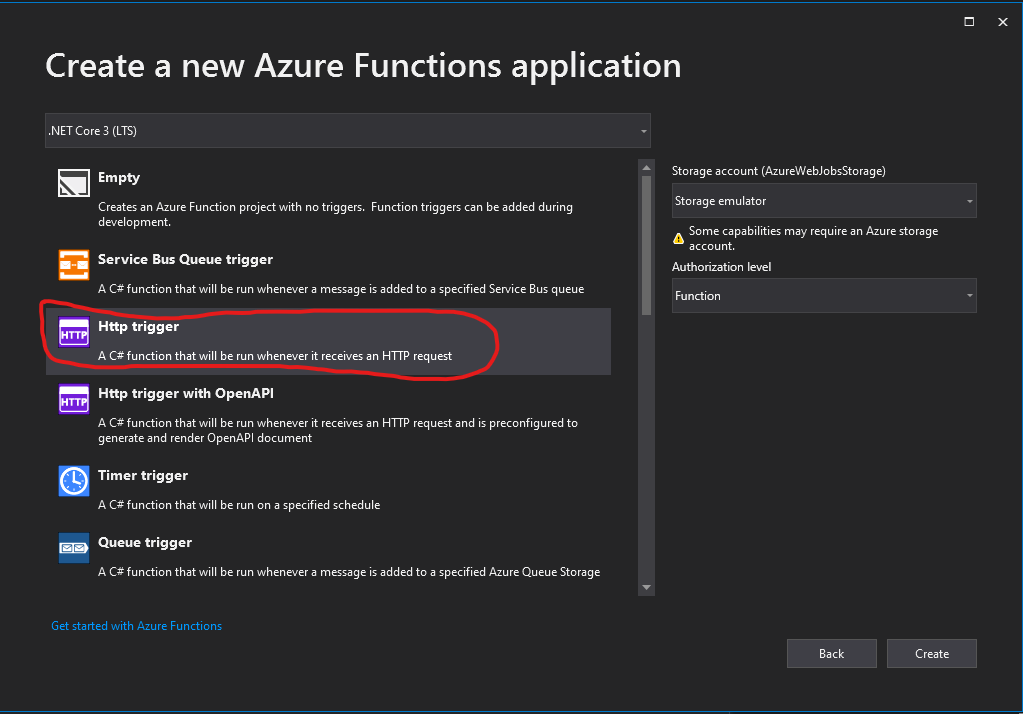 Create a new Azure Functions application
.NET Core 3 (LTS)
Empty
Creates an Azure Function project with no triggers. Function triggers can be added during
development.
Service Bus Queue trigger
A C# function that will be run whenever a message is added to a specified Service Bus queue
HTTP
Http trigger
A C# function that will be run whenever it receives an HTTP request
HTTP
Http trigger with OpenAPI
A C# function that will be run whenever it receives an HTTP request and is preconfigured to
generate and render OpenAPI document
Timer trigger
A C# function that will be run on a specified schedule
Queue trigger
A C# function that will be run whenever a message is added to a specified Azure Queue Storage
Storage account (AzureWebJobsStorage)
Storage emulator
Some capabilities may require an Azure storage
account.
Authorization level
Function
Get started with Azure Functions
Back
Create